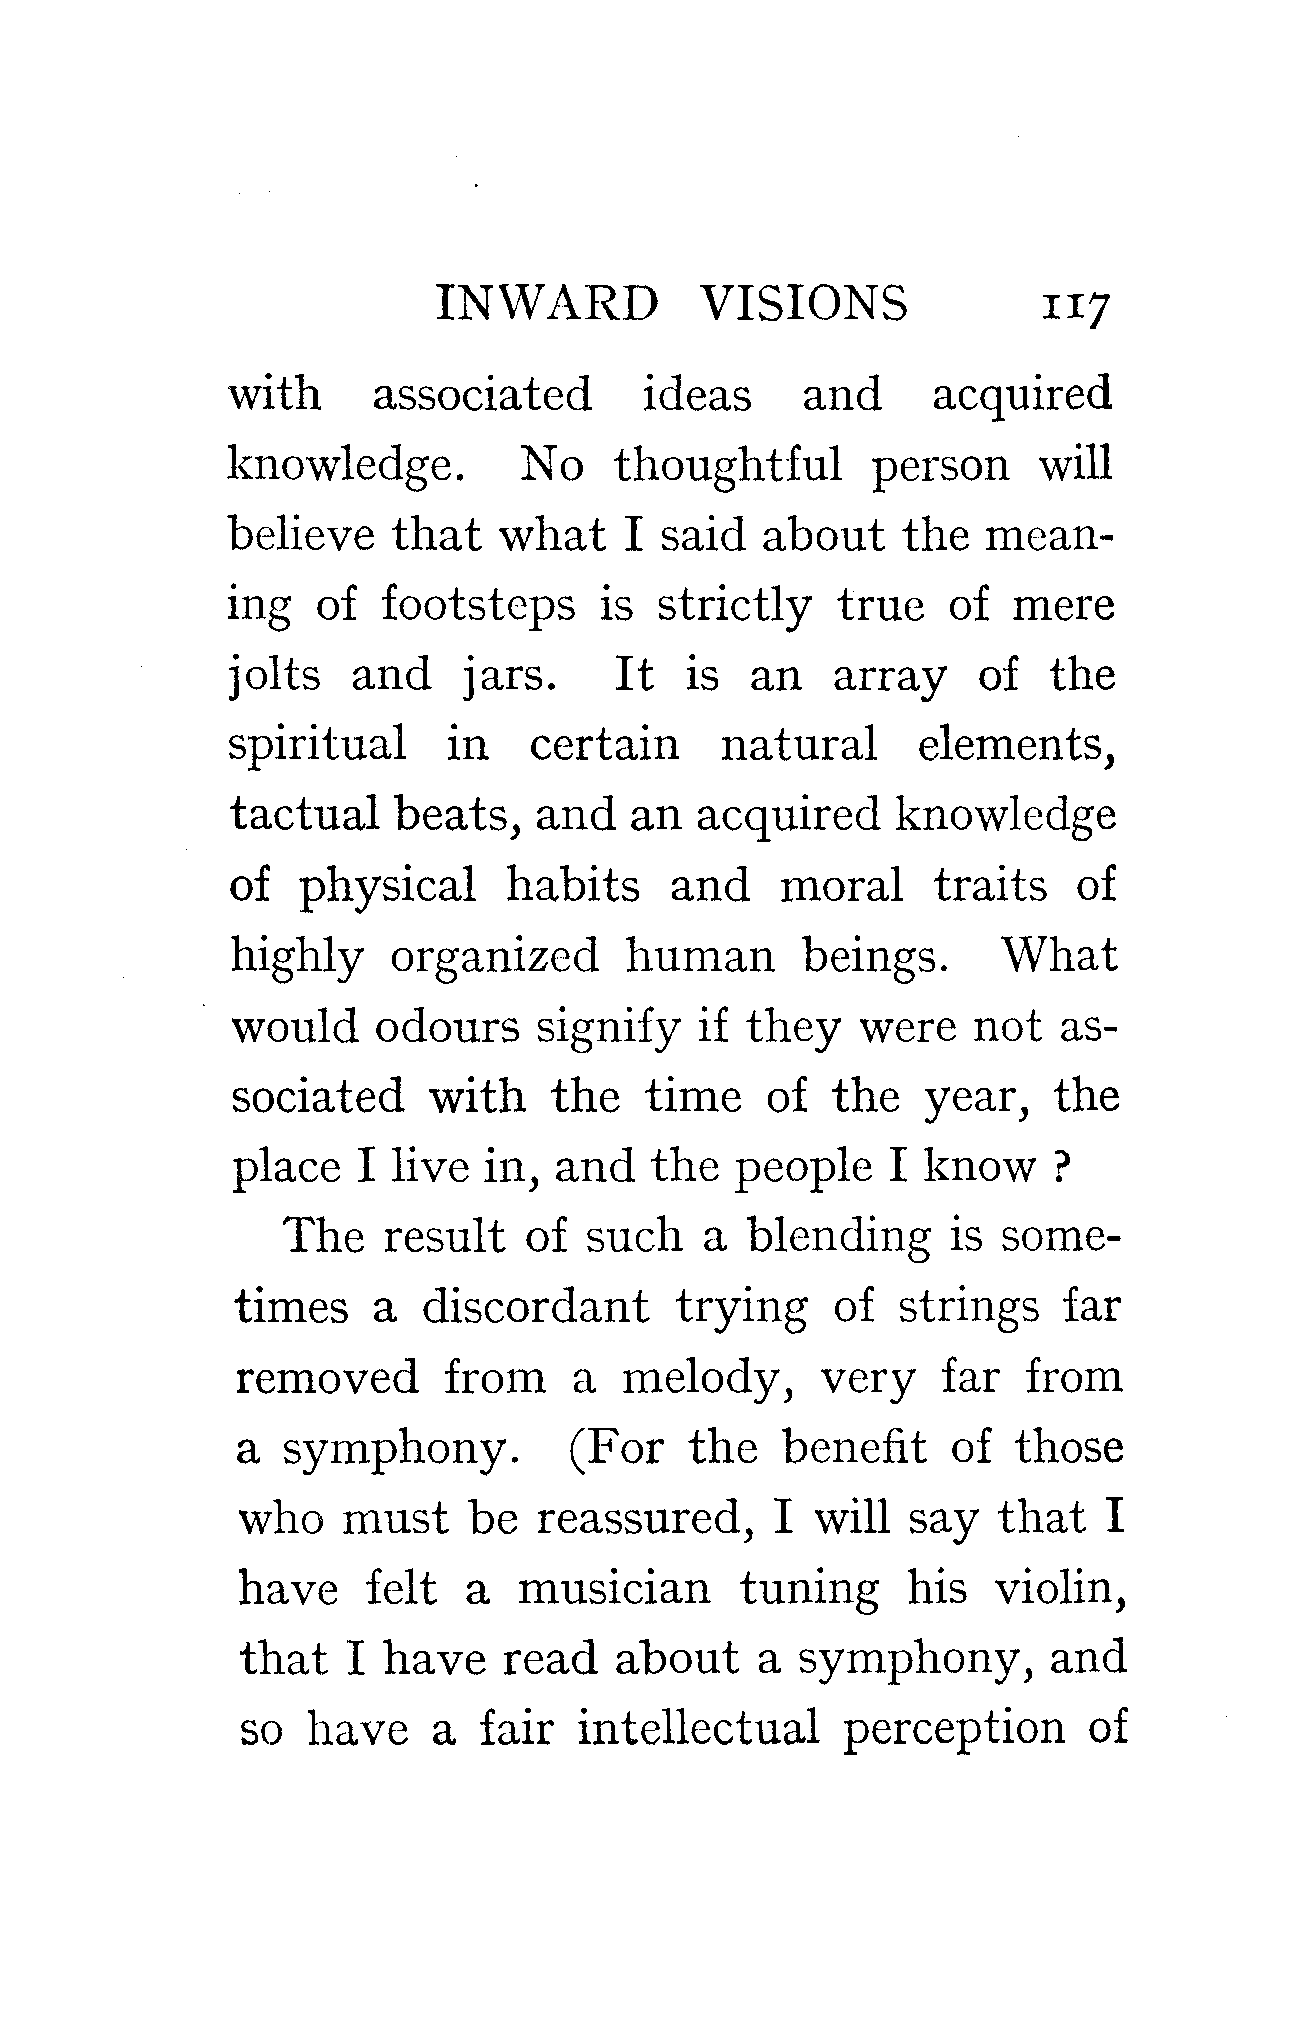 INWARD VISIONS 117
with associated ideas and acquired
knowledge. No thoughtful person will
believe that what I said about the mean-
ing of footsteps is strictly true of mere
jolts and jars. It is an array of the
spiritual in certain natural elements,
tactual beats, and an acquired knowledge
of physical habits and moral traits of
highly organized human beings. What
would odours signify if they were not as-
sociated with the time of the year, the
place I live in, and the people I know ?
The result of such a blending is some-
times a discordant trying of strings far
removed from a melody, very far from
a symphony. (For the benefit of those
who must be reassured, I will say that I
have felt a musician tuning his violin,
that I have read about a symphony, and
so have a fair intellectual perception of